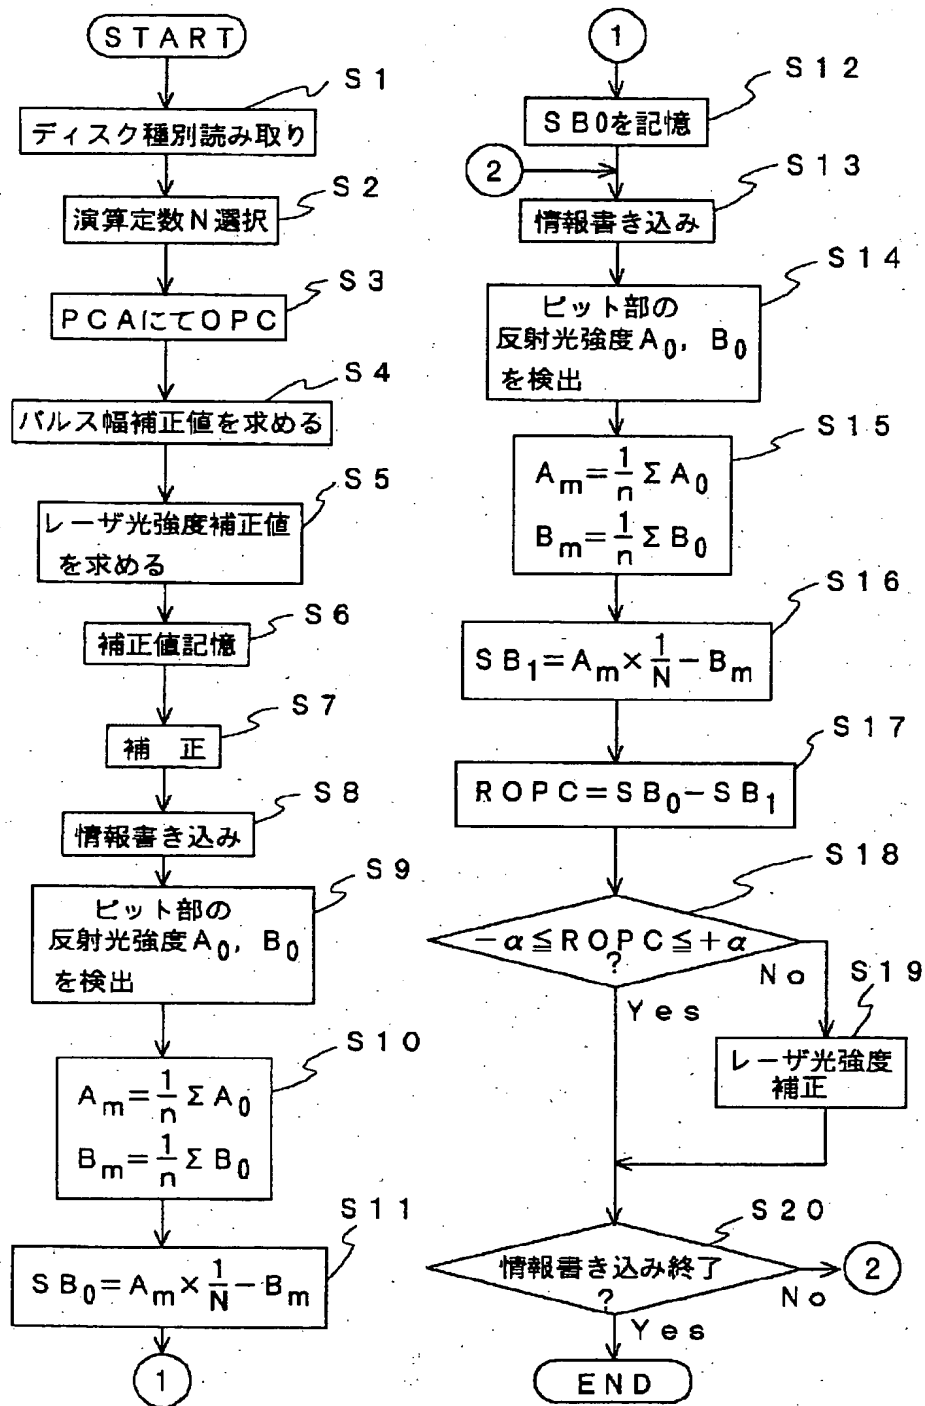 START
S1
ディスク種別読み取り
S2
演算定数N選択
S3
PCAにてOPC
S4
パルス幅補正値を求める
S5
レーザ光強度補正値
を求める
S6
補正値記憶
S7
補 正
S8
情報書き込み
S9
ピット部の
反射光強度A₀, B₀
を検出
S10
Aₘ=1/n ΣA₀
Bₘ=1/n ΣB₀
S11
SB₀=Aₘ×1/N−Bₘ
1
1
S12
SB0を記憶
2
S13
情報書き込み
S14
ピット部の
反射光強度A₀, B₀
を検出
S15
Aₘ=1/n ΣA₀
Bₘ=1/n ΣB₀
S16
SB₁=Aₘ×1/N−Bₘ
S17
ROPC=SB₀−SB₁
S18
−α≦ROPC≦+α
?
No
Yes
S19
レーザ光強度
補正
S20
情報書き込み終了
?
No
2
Yes
END